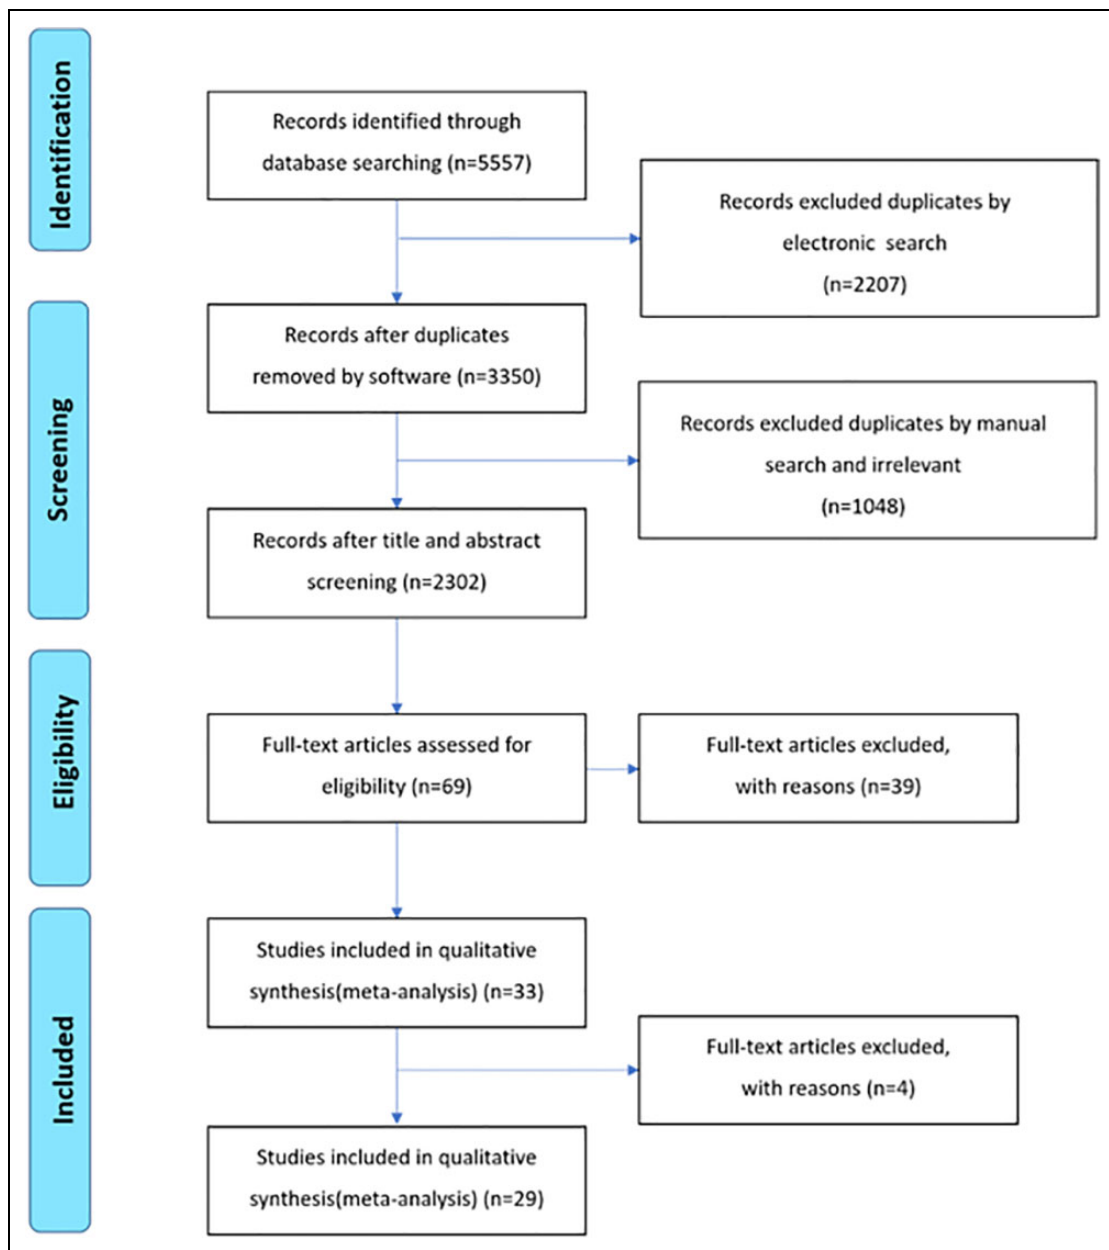 Identification
Records identified through
database searching (n=5557)
Records excluded duplicates by
electronic search
(n=2207)
Screening
Records after duplicates
removed by software (n=3350)
Records excluded duplicates by manual
search and irrelevant
(n=1048)
Records after title and abstract
screening (n=2302)
Eligibility
Full-text articles assessed for
eligibility (n=69)
Full-text articles excluded,
with reasons (n=39)
Included
Studies included in qualitative
synthesis(meta-analysis) (n=33)
Full-text articles excluded,
with reasons (n=4)
Studies included in qualitative
synthesis(meta-analysis) (n=29)